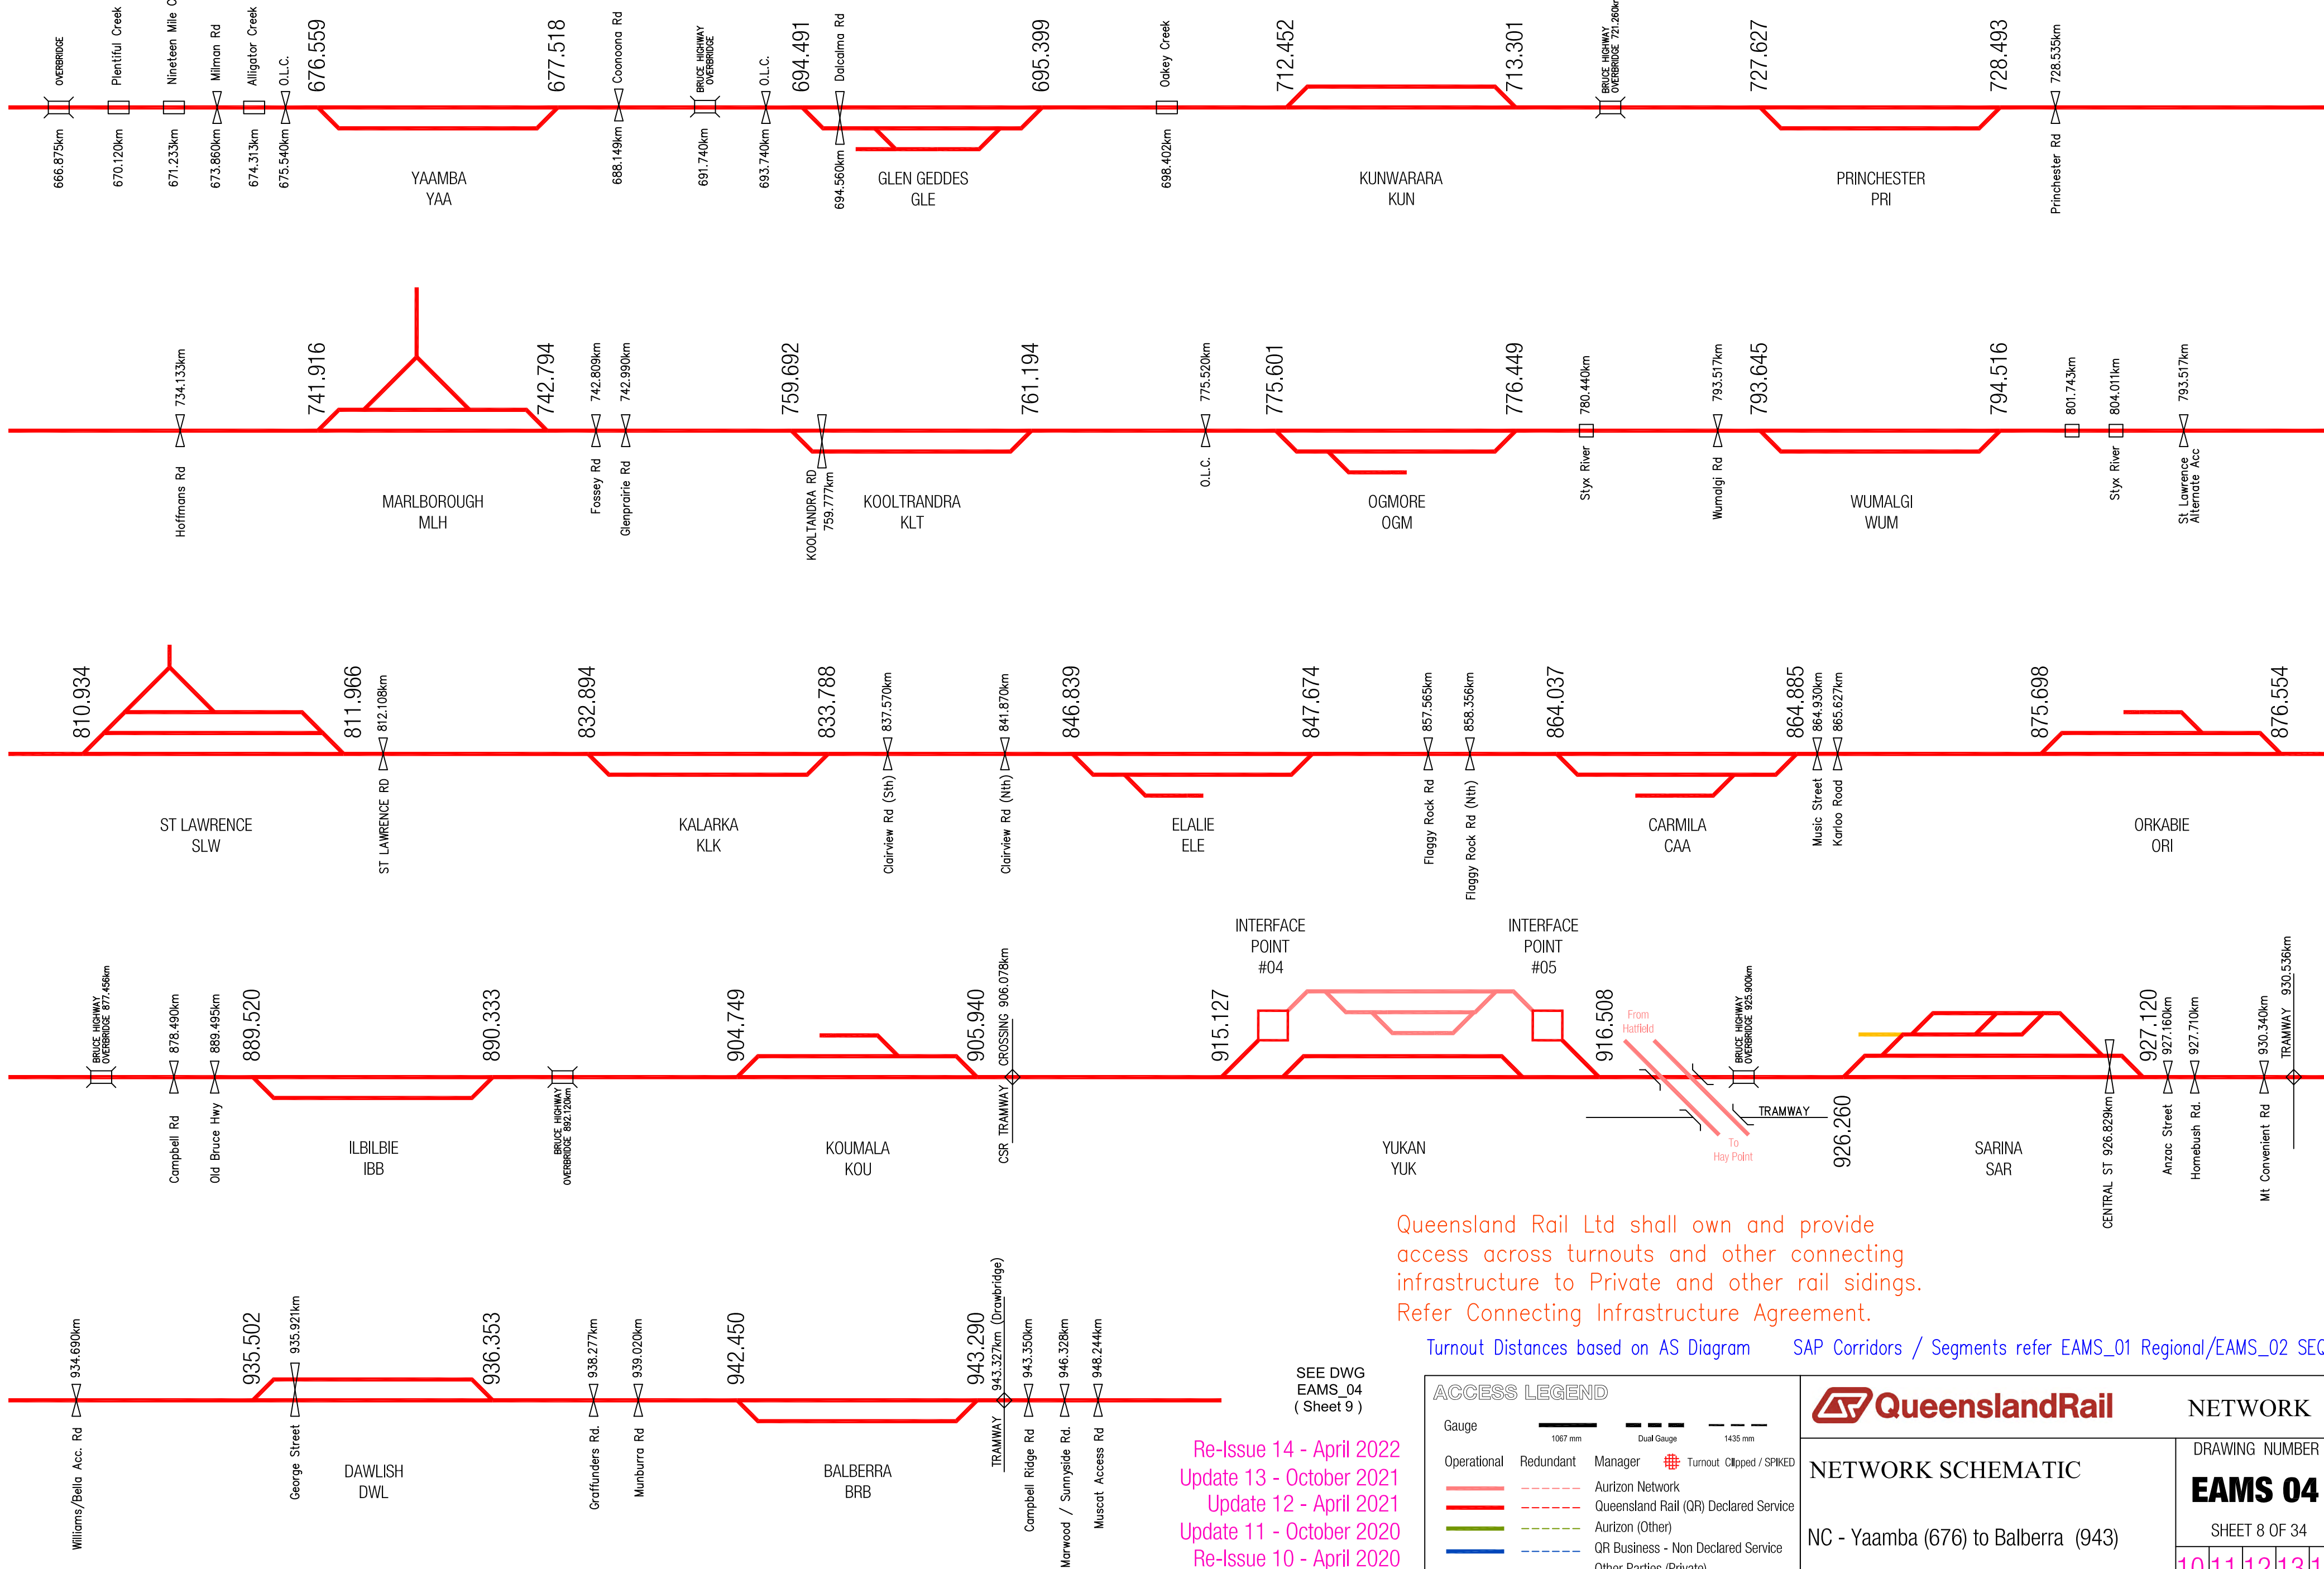 OVERBRIDGE
666.875km
Plentiful Creek
670.120km
Nineteen Mile
671.233km
Milman Rd
673.860km
Alligator Creek
674.313km
O.L.C.
675.540km
676.559
677.518
YAAMBA
YAA
Coonoona Rd
688.149km
BRUCE HIGHWAY
OVERBRIDGE
691.740km
O.L.C.
693.740km
694.491
Dalcalma Rd
694.560km
695.399
GLEN GEDDES
GLE
Oakey Creek
698.402km
712.452
713.301
KUNWARARA
KUN
BRUCE HIGHWAY
OVERBRIDGE 721.260km
727.627
728.493
PRINCHESTER
PRI
728.535km
Princhester Rd
734.133km
Hoffmans Rd
741.916
742.794
MARLBOROUGH
MLH
742.809km
Fossey Rd
742.990km
Glenprairie Rd
759.692
761.194
KOOLTANDRA RD
759.777km
KOOLTRANDRA
KLT
775.520km
O.L.C.
775.601
776.449
OGMORE
OGM
780.440km
Styx River
793.517km
Wumalgi Rd
793.645
794.516
WUMALGI
WUM
801.743km
804.011km
Styx River
793.517km
St Lawrence
Alternate Acc
810.934
811.966
ST LAWRENCE
SLW
812.108km
ST LAWRENCE RD
832.894
833.788
KALARKA
KLK
837.570km
Clairview Rd (Sth)
841.870km
Clairview Rd (Nth)
846.839
847.674
ELALIE
ELE
857.565km
Flaggy Rock Rd
858.356km
Flaggy Rock Rd (Nth)
864.037
864.885
CARMILA
CAA
864.930km
Music Street
865.627km
Karloo Road
875.698
876.554
ORKABIE
ORI
BRUCE HIGHWAY
OVERBRIDGE 877.456km
878.490km
Campbell Rd
889.495km
Old Bruce Hwy
889.520
890.333
ILBILBIE
IBB
BRUCE HIGHWAY
OVERBRIDGE 892.120km
904.749
905.940
KOUMALA
KOU
CSR TRAMWAY CROSSING 906.078km
915.127
INTERFACE
POINT
#04
INTERFACE
POINT
#05
916.508
YUKAN
YUK
From
Hatfield
To
Hay Point
BRUCE HIGHWAY
OVERBRIDGE 925.900km
TRAMWAY
926.260
SARINA
SAR
CENTRAL ST 926.829km
927.120
927.160km
Anzac Street
927.710km
Homebush Rd.
930.340km
Mt Convenient Rd
TRAMWAY 930.536km
934.690km
Williams/Bella Acc. Rd
935.502
935.921km
George Street
936.353
DAWLISH
DWL
938.277km
Graffunders Rd.
939.020km
Munburra Rd
942.450
943.290
BALBERRA
BRB
TRAMWAY 943.327km (Drawbridge)
943.350km
Campbell Ridge Rd
946.328km
Marwood / Sunnyside Rd.
948.244km
Muscat Access Rd
SEE DWG
EAMS_04
( Sheet 9 )
Queensland Rail Ltd shall own and provide
access across turnouts and other connecting
infrastructure to Private and other rail sidings.
Refer Connecting Infrastructure Agreement.
Turnout Distances based on AS Diagram SAP Corridors / Segments refer EAMS_01 Regional/EAMS_02 SEQ
Re-Issue 14 - April 2022
Update 13 - October 2021
Update 12 - April 2021
Update 11 - October 2020
Re-Issue 10 - April 2020
ACCESS LEGEND
Gauge
1067 mm Dual Gauge 1435 mm
Operational Redundant Manager Turnout Clipped / SPIKED
Aurizon Network
Queensland Rail (QR) Declared Service
Aurizon (Other)
QR Business - Non Declared Service
Other Parties (Private)
QueenslandRail
NETWORK
NETWORK SCHEMATIC
NC - Yaamba (676) to Balberra (943)
DRAWING NUMBER
EAMS 04
SHEET 8 OF 34
10 11 12 13